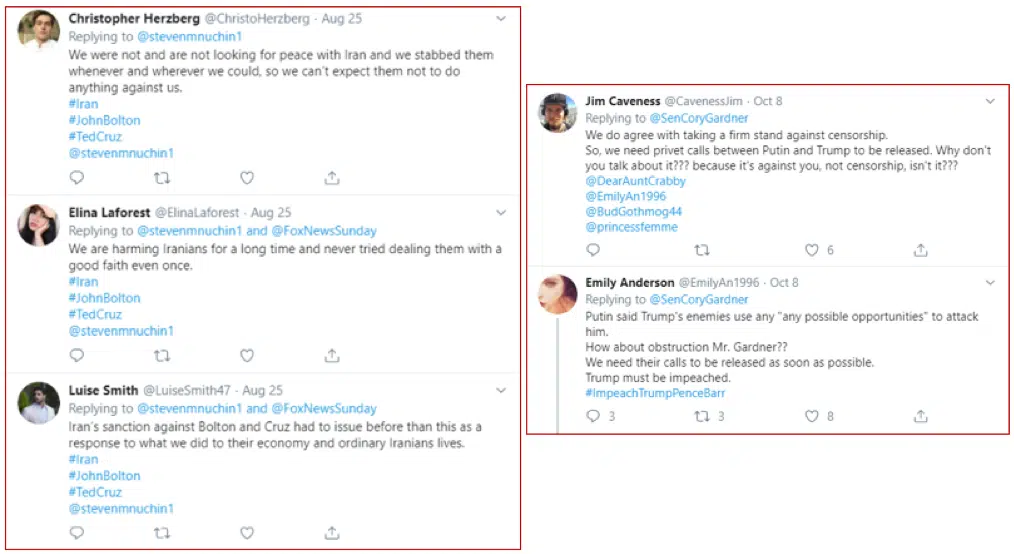 Christopher Herzberg @ChristoHerzberg · Aug 25
Replying to @stevenmnuchin1
We were not and are not looking for peace with Iran and we stabbed them
whenever and wherever we could, so we can't expect them not to do
anything against us.
#Iran
#JohnBolton
#TedCruz
@stevenmnuchin1
Elina Laforest @ElinaLaforest · Aug 25
Replying to @stevenmnuchin1 and @FoxNewsSunday
We are harming Iranians for a long time and never tried dealing them with a
good faith even once.
#Iran
#JohnBolton
#TedCruz
@stevenmnuchin1
Luise Smith @LuiseSmith47 · Aug 25
Replying to @stevenmnuchin1 and @FoxNewsSunday
Iran's sanction against Bolton and Cruz had to issue before than this as a
response to what we did to their economy and ordinary Iranians lives.
#Iran
#JohnBolton
#TedCruz
@stevenmnuchin1
Jim Caveness @CavenessJim · Oct 8
Replying to @SenCoryGardner
We do agree with taking a firm stand against censorship.
So, we need privet calls between Putin and Trump to be released. Why don't
you talk about it??? because it's against you, not censorship, isn't it???
@DearAuntCrabby
@EmilyAn1996
@BudGothmog44
@princessfemme
6
Emily Anderson @EmilyAn1996 · Oct 8
Replying to @SenCoryGardner
Putin said Trump's enemies use any "any possible opportunities" to attack
him.
How about obstruction Mr. Gardner??
We need their calls to be released as soon as possible.
Trump must be impeached.
#ImpeachTrumpPenceBarr
3 3 8